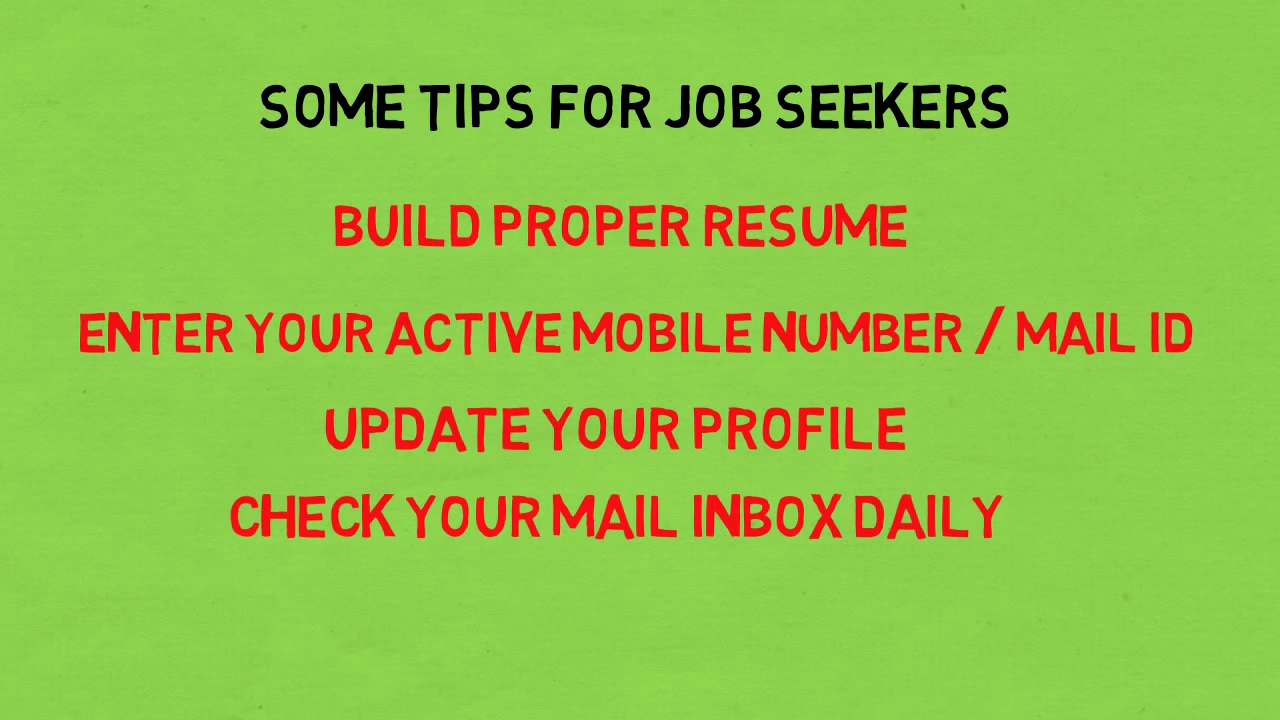 SOME TIPS FOR JOB SEEKERS
BUILD PROPER RESUME
ENTER YOUR ACTIVE MOBILE NUMBER / MAIL ID
UPDATE YOUR PROFILE
CHECK YOUR MAIL INBOX DAILY